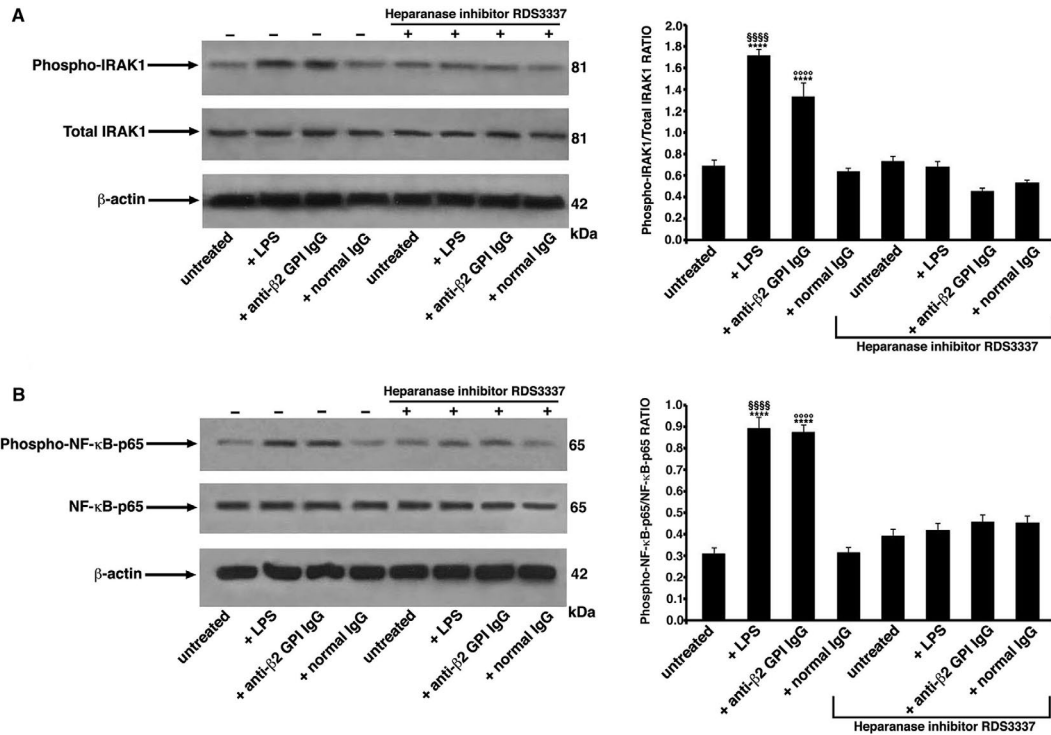 A
Heparanase inhibitor RDS3337
– – – – + + + +
Phospho-IRAK1 81
Total IRAK1 81
β-actin 42
kDa
untreated
+ LPS
+ anti-β2 GPI IgG
+ normal IgG
untreated
+ LPS
+ anti-β2 GPI IgG
+ normal IgG
Phospho-IRAK1/Total IRAK1 RATIO
2.0
1.8
1.6
1.4
1.2
1.0
0.8
0.6
0.4
0.2
0.0
§§§§
****
°°°°
****
untreated
+ LPS
+ anti-β2 GPI IgG
+ normal IgG
untreated
+ LPS
+ anti-β2 GPI IgG
+ normal IgG
Heparanase inhibitor RDS3337
B
Heparanase inhibitor RDS3337
– – – – + + + +
Phospho-NF-κB-p65 65
NF-κB-p65 65
β-actin 42
kDa
untreated
+ LPS
+ anti-β2 GPI IgG
+ normal IgG
untreated
+ LPS
+ anti-β2 GPI IgG
+ normal IgG
Phospho-NF-κB-p65/NF-κB-p65 RATIO
1.0
0.9
0.8
0.7
0.6
0.5
0.4
0.3
0.2
0.1
0.0
§§§§
****
°°°°
****
untreated
+ LPS
+ anti-β2 GPI IgG
+ normal IgG
untreated
+ LPS
+ anti-β2 GPI IgG
+ normal IgG
Heparanase inhibitor RDS3337